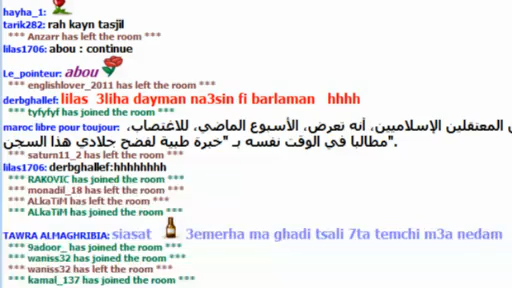 hayha_1:
tarik282: rah kayn tasjil
*** Anzarr has left the room ***
lilas1706: abou : continue
Le_pointeur: abou
*** englishlover_2011 has left the room ***
derbghallef: lilas 3liha dayman na3sin fi barlaman hhhh
*** tyfyfyf has joined the room ***
maroc libre pour toujour: المعتقلين الإسلاميين، أنه تعرض، الأسبوع الماضي، للاغتصاب،
مطالبا في الوقت نفسه بـ "خبرة طبية لفضح جلادي هذا السجن".
*** saturn11_2 has left the room ***
lilas1706: derbghallef:hhhhhhhh
*** RAKOVIC has joined the room ***
*** monadil_18 has left the room ***
*** ALkaTiM has left the room ***
*** ALkaTiM has joined the room ***
TAWRA ALMAGHRIBIA: siasat 3emerha ma ghadi tsali 7ta temchi m3a nedam
*** 9adoor_ has joined the room ***
*** waniss32 has joined the room ***
*** waniss32 has left the room ***
*** kamal_137 has joined the room ***